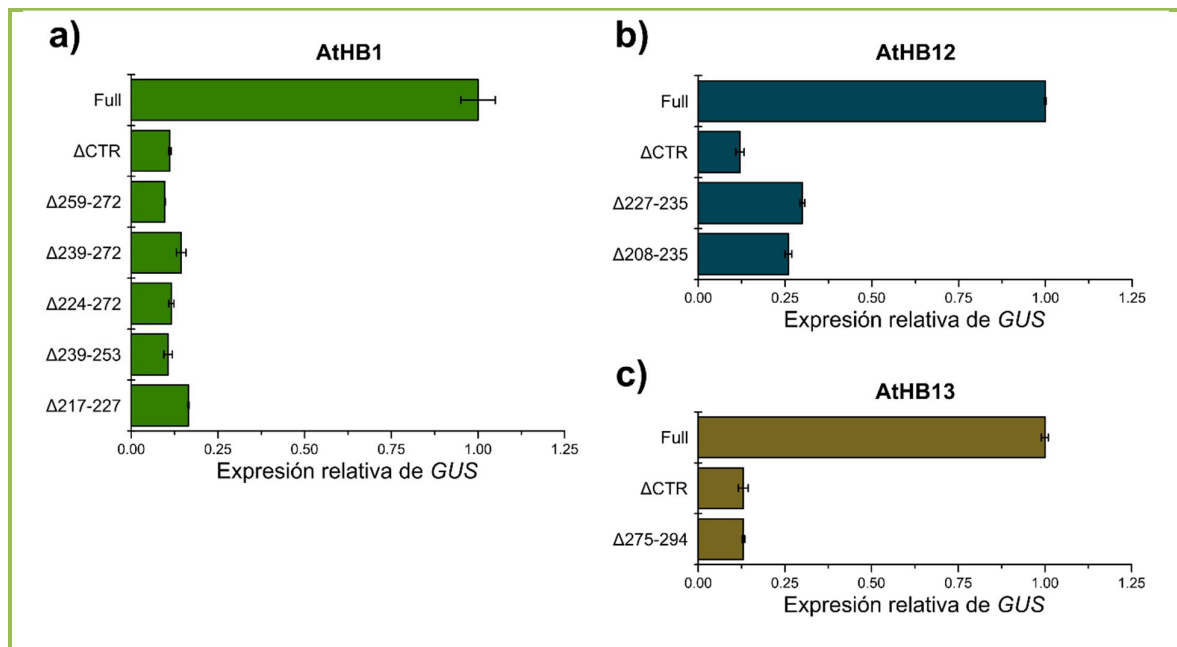 a)
AtHB1
Full
ΔCTR
Δ259-272
Δ239-272
Δ224-272
Δ239-253
Δ217-227
0.00 0.25 0.50 0.75 1.00 1.25
Expresión relativa de GUS
b)
AtHB12
Full
ΔCTR
Δ227-235
Δ208-235
0.00 0.25 0.50 0.75 1.00 1.25
Expresión relativa de GUS
c)
AtHB13
Full
ΔCTR
Δ275-294
0.00 0.25 0.50 0.75 1.00 1.25
Expresión relativa de GUS